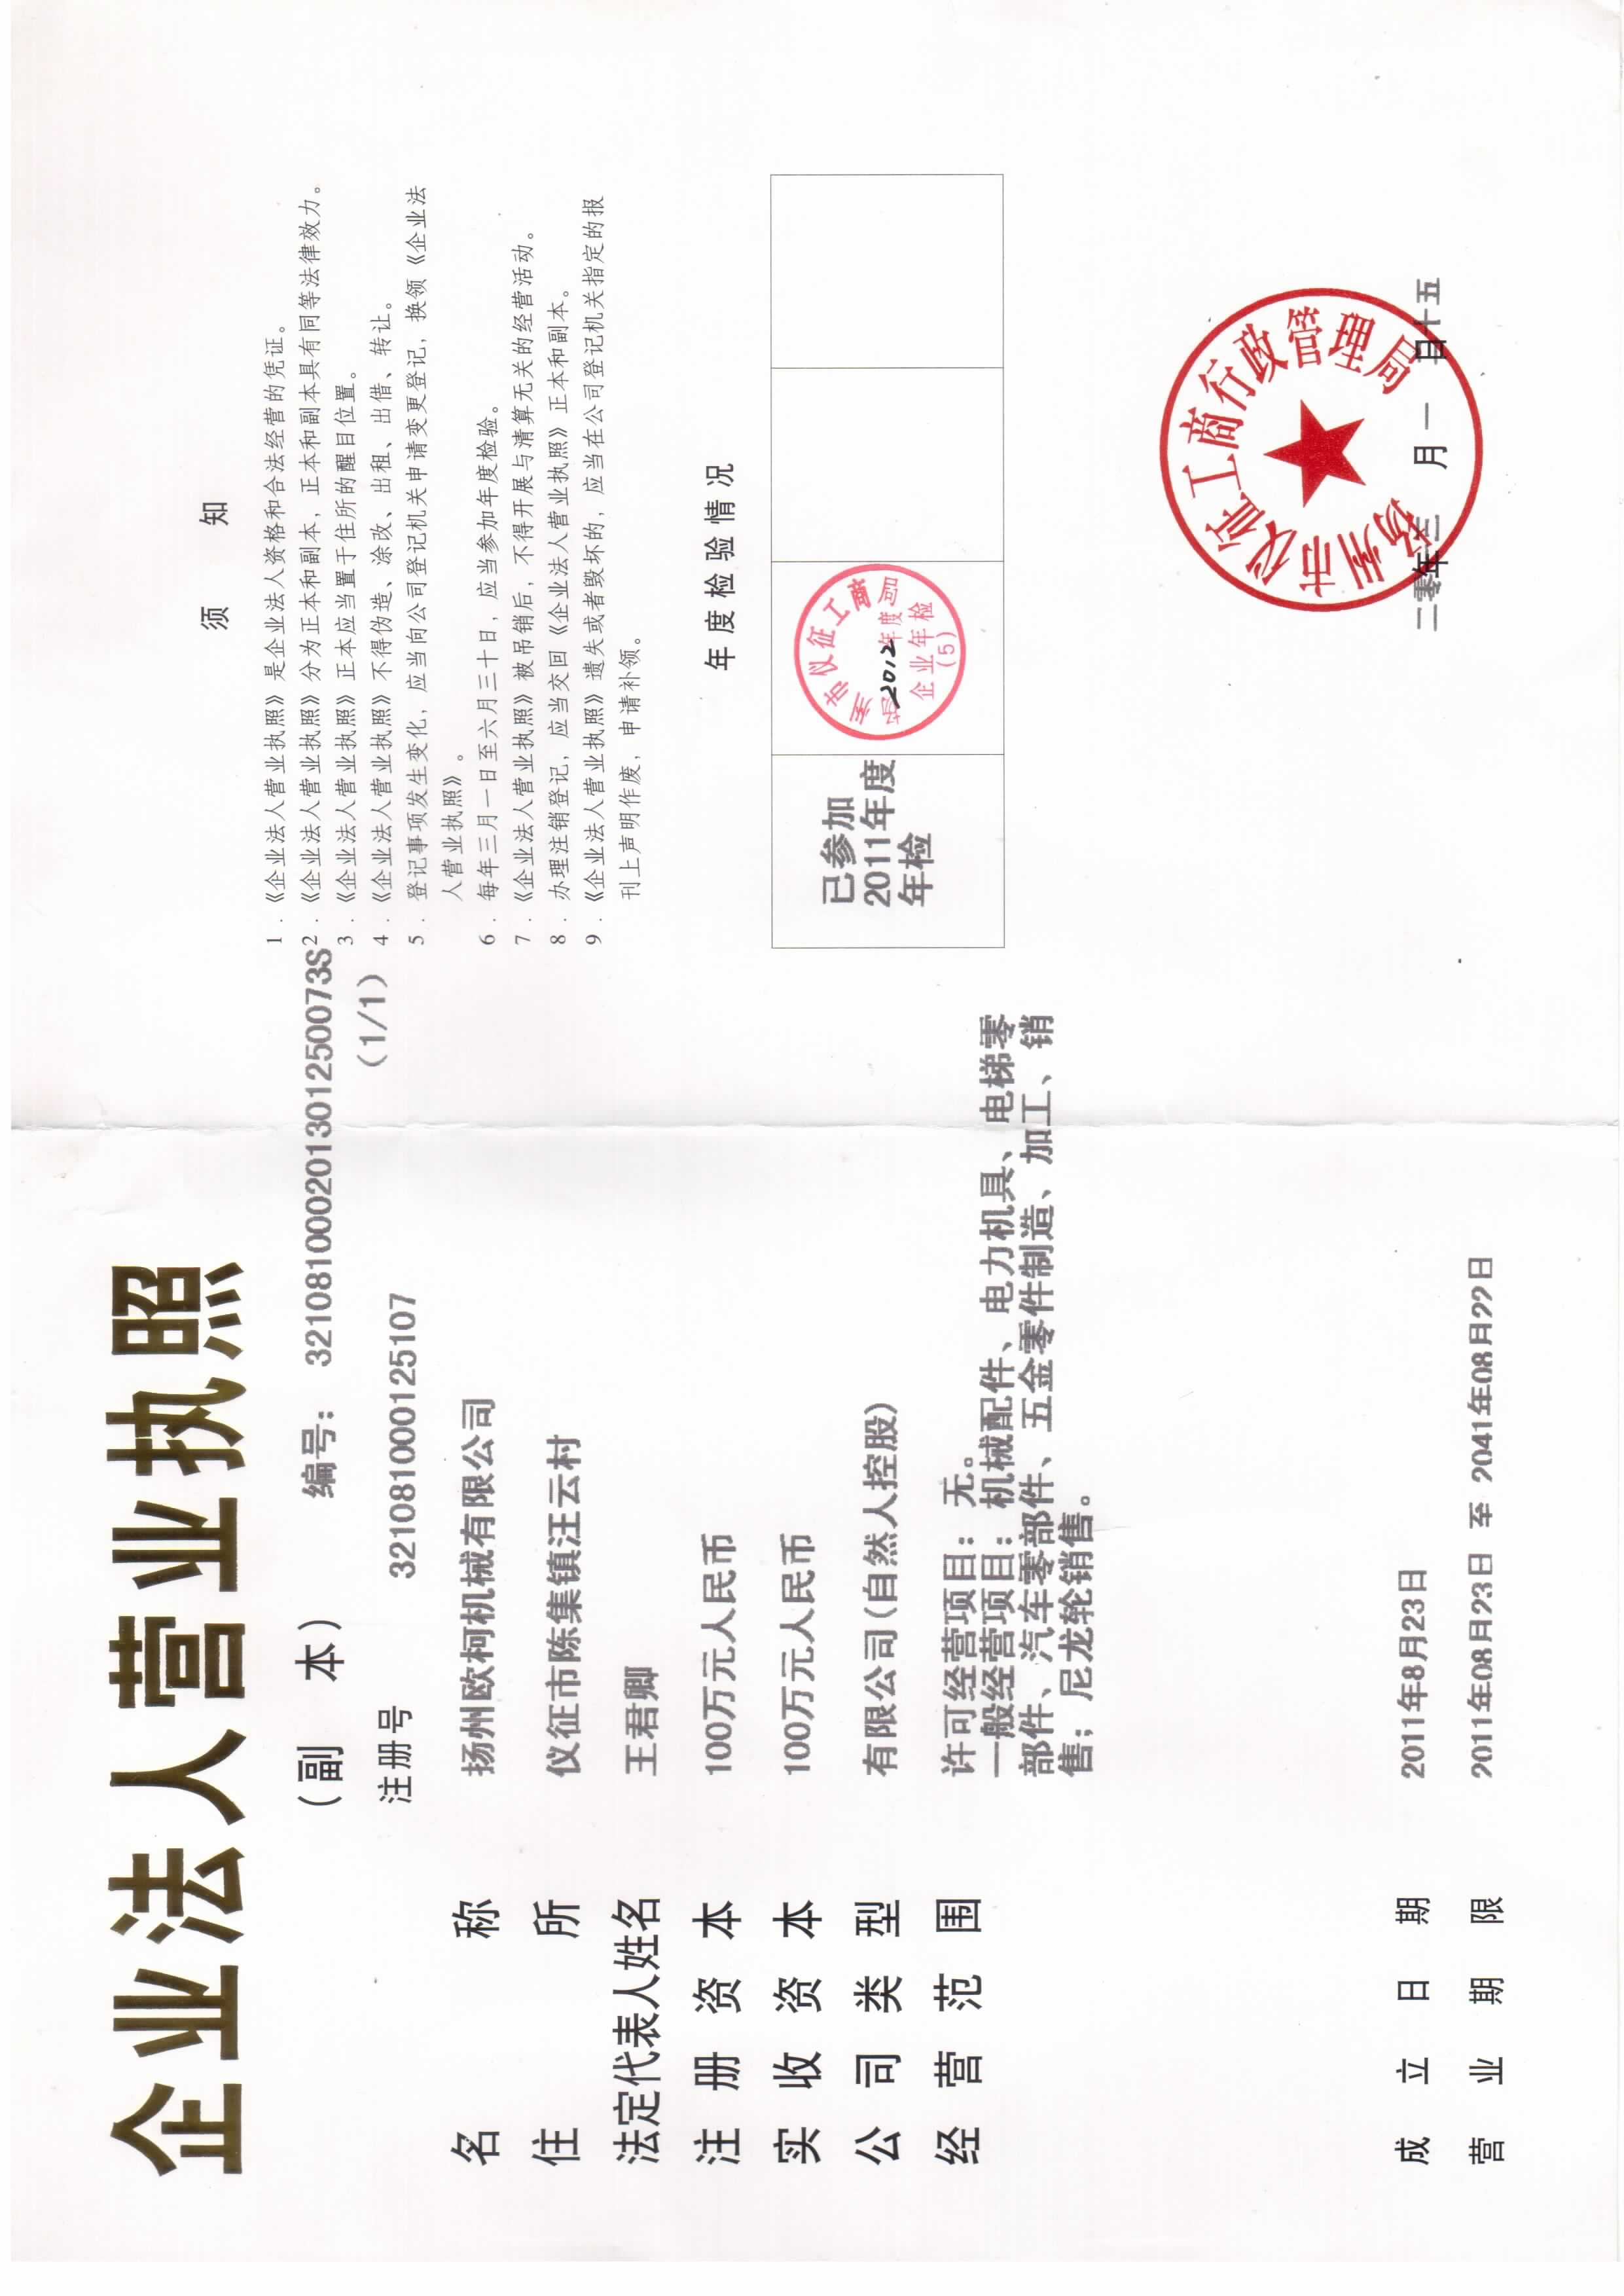 企业法人营业执照
(副 本)
编号: 321081000201301250073S
(1/1)
注册号 321081000125107
名称 扬州欧柯机械有限公司
住所 仪征市陈集镇汪云村
法定代表人姓名 王君卿
注册资本 100万元人民币
实收资本 100万元人民币
公司类型 有限公司(自然人控股)
经营范围 许可经营项目: 无。
一般经营项目: 机械配件、电力机具、电梯零
部件、汽车零部件、五金零件制造、加工、销
售; 尼龙轮销售。
成立日期 2011年8月23日
营业期限 2011年08月23日 至 2041年08月22日
须 知
1.《企业法人营业执照》是企业法人资格和合法经营的凭证。
2.《企业法人营业执照》分为正本和副本，正本和副本具有同等法律效力。
3.《企业法人营业执照》正本应当置于住所的醒目位置。
4.《企业法人营业执照》不得伪造、涂改、出租、出借、转让。
5. 登记事项发生变化，应当向公司登记机关申请变更登记，换领《企业法
人营业执照》。
6. 每年三月一日至六月三十日，应当参加年度检验。
7.《企业法人营业执照》被吊销后，不得开展与清算无关的经营活动。
8. 办理注销登记，应当交回《企业法人营业执照》正本和副本。
9.《企业法人营业执照》遗失或者毁坏的，应当在公司登记机关指定的报
刊上声明作废，申请补领。
年度检验情况
已参加
2011年度
年检
州市仪征工商局
2012年度
企业年检
(5)
扬州市仪征工商行政管理局
年 月 一 日 十五